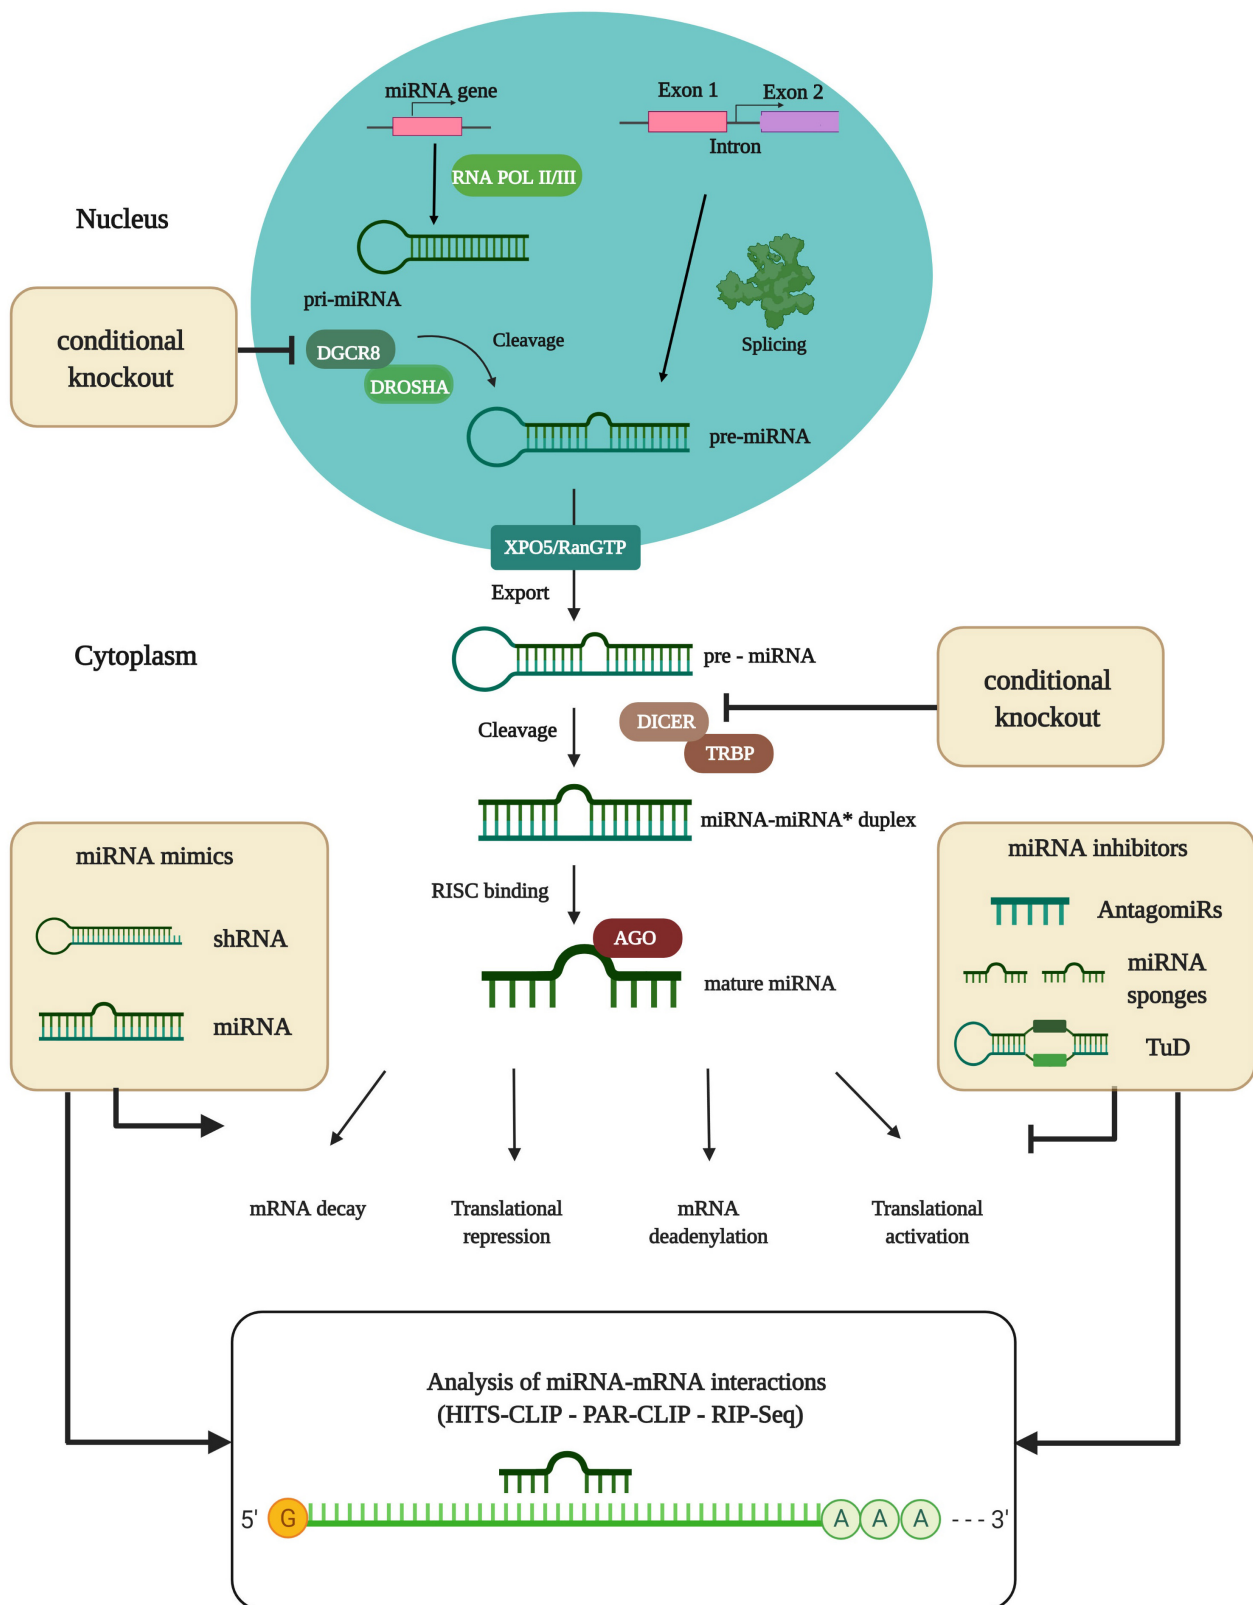 miRNA gene
Exon 1
Exon 2
Intron
RNA POL II/III
Nucleus
pri-miRNA
Splicing
conditional
knockout
DGCR8
DROSHA
Cleavage
pre-miRNA
XPO5/RanGTP
Export
Cytoplasm
pre - miRNA
conditional
knockout
Cleavage
DICER
TRBP
miRNA-miRNA* duplex
miRNA mimics
shRNA
miRNA
RISC binding
AGO
mature miRNA
miRNA inhibitors
AntagomiRs
miRNA
sponges
TuD
mRNA decay
Translational
repression
mRNA
deadenylation
Translational
activation
Analysis of miRNA-mRNA interactions
(HITS-CLIP - PAR-CLIP - RIP-Seq)
5' G A A A - - - 3'